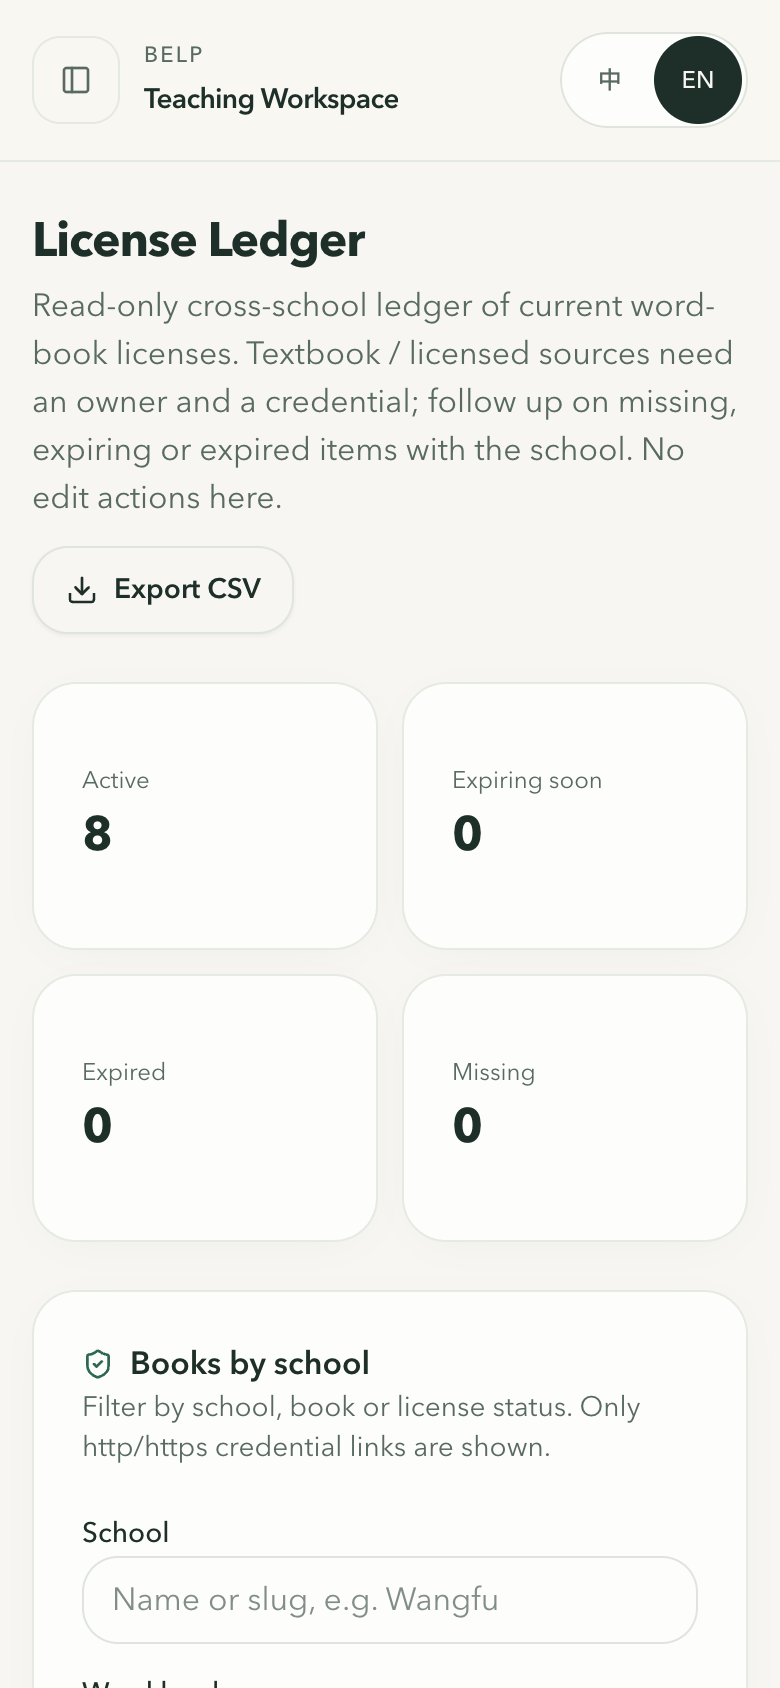 BELP
Teaching Workspace
中
EN
License Ledger
Read-only cross-school ledger of current word-
book licenses. Textbook / licensed sources need
an owner and a credential; follow up on missing,
expiring or expired items with the school. No
edit actions here.
Export CSV
Active
8
Expiring soon
0
Expired
0
Missing
0
Books by school
Filter by school, book or license status. Only
http/https credential links are shown.
School
Name or slug, e.g. Wangfu